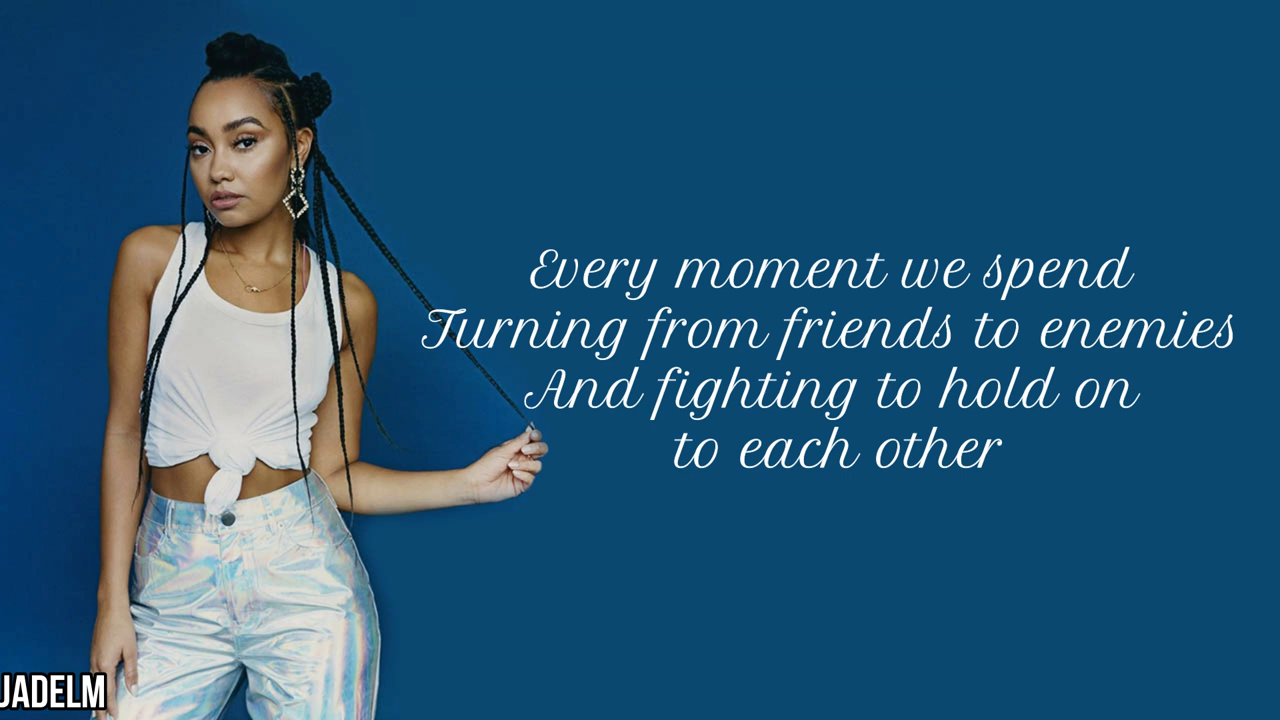 Every moment we spend
Turning from friends to enemies
And fighting to hold on
to each other
JADELM